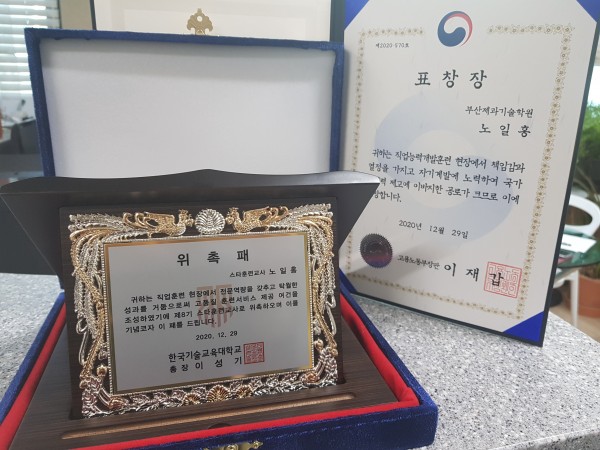 제2020-570호
표창장
부산제과기술학원
노일홍
귀하는 직업능력개발훈련 현장에서 책임감과
열정을 가지고 자기계발에 노력하여 국가
제고에 이바지한 공로가 크므로 이에
2020년 12월 29일
고용노동부장관 이재갑
위촉패
스타훈련교사 노일홍
귀하는 직업훈련 현장에서 전문역량을 갖추고 탁월한
성과를 거둠으로써 고품질 훈련서비스 제공 여건을
조성하였기에 제8기 스타훈련교사로 위촉하오며 이를
기념코자 이 패를 드립니다.
2020. 12. 29
한국기술교육대학교
총장 이성기